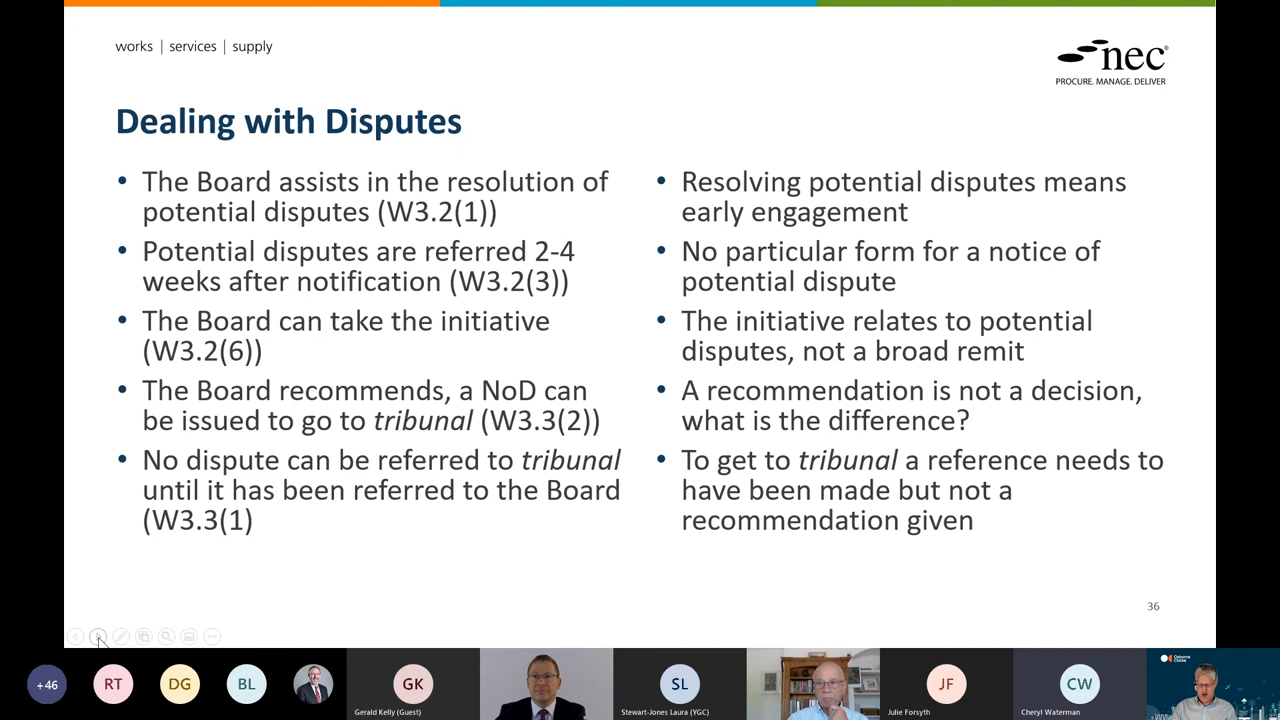 works | services | supply
nec®
PROCURE. MANAGE. DELIVER
Dealing with Disputes
• The Board assists in the resolution of
potential disputes (W3.2(1))
• Potential disputes are referred 2-4
weeks after notification (W3.2(3))
• The Board can take the initiative
(W3.2(6))
• The Board recommends, a NoD can
be issued to go to tribunal (W3.3(2))
• No dispute can be referred to tribunal
until it has been referred to the Board
(W3.3(1)
• Resolving potential disputes means
early engagement
• No particular form for a notice of
potential dispute
• The initiative relates to potential
disputes, not a broad remit
• A recommendation is not a decision,
what is the difference?
• To get to tribunal a reference needs to
have been made but not a
recommendation given
36
+46
RT
DG
BL
GK
Gerald Kelly (Guest)
SL
Stewart-Jones Laura (YGC)
JF
Julie Forsyth
CW
Cheryl Waterman
Osborne
Clarke